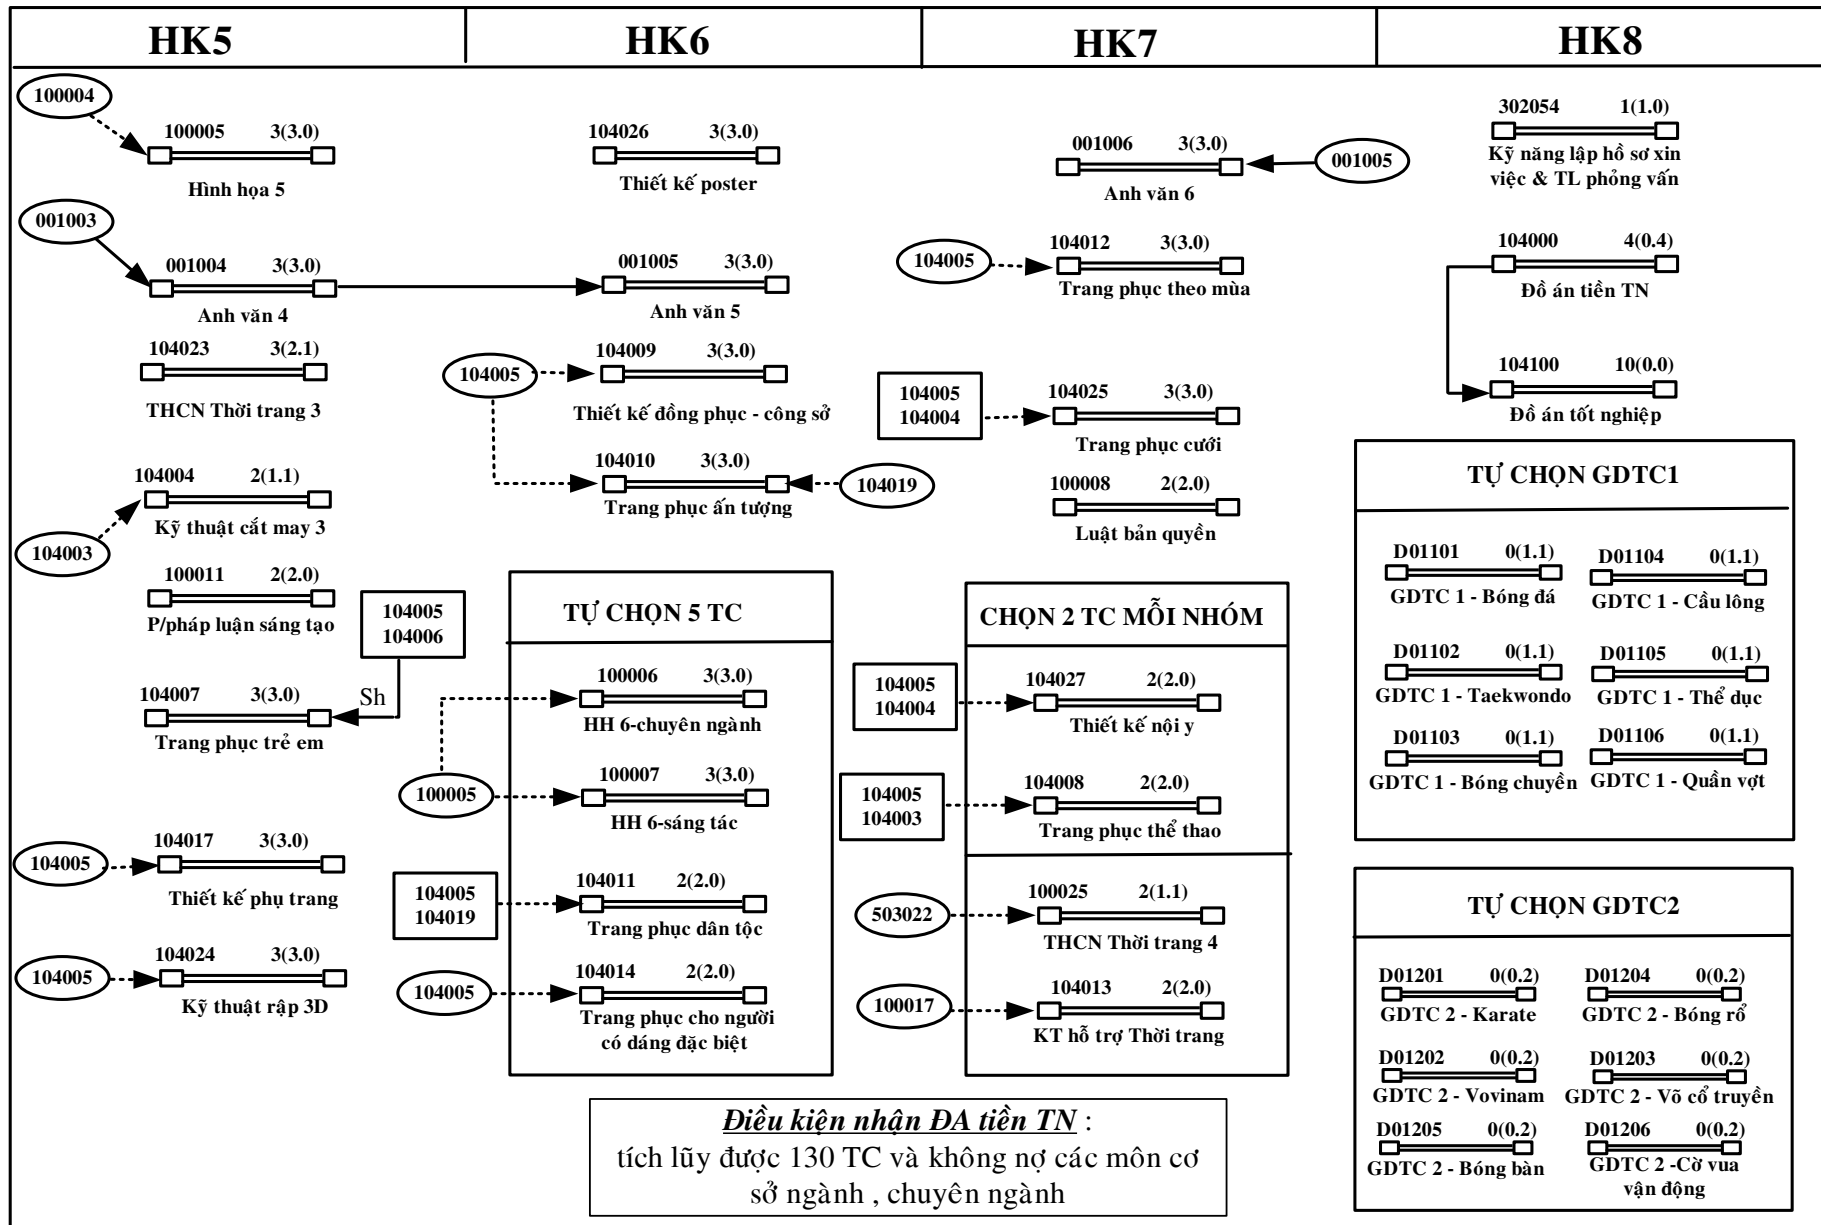 HK5
HK6
HK7
HK8
100004
100005 3(3.0)
Hình họa 5
001003
001004 3(3.0)
Anh văn 4
104023 3(2.1)
THCN Thời trang 3
104004 2(1.1)
Kỹ thuật cắt may 3
104003
100011 2(2.0)
P/pháp luận sáng tạo
104005
104006
104007 3(3.0)
Sh
Trang phục trẻ em
104017 3(3.0)
104005
Thiết kế phụ trang
104024 3(3.0)
104005
Kỹ thuật rập 3D
104026 3(3.0)
Thiết kế poster
001005 3(3.0)
Anh văn 5
104009 3(3.0)
104005
Thiết kế đồng phục - công sở
104010 3(3.0)
104019
Trang phục ấn tượng
TỰ CHỌN 5 TC
100006 3(3.0)
HH 6-chuyên ngành
100007 3(3.0)
100005
HH 6-sáng tác
104005
104019
104011 2(2.0)
Trang phục dân tộc
104014 2(2.0)
104005
Trang phục cho người
có dáng đặc biệt
001006 3(3.0)
001005
Anh văn 6
104012 3(3.0)
104005
Trang phục theo mùa
104005
104004
104025 3(3.0)
Trang phục cưới
100008 2(2.0)
Luật bản quyền
CHỌN 2 TC MỖI NHÓM
104005
104004
104027 2(2.0)
Thiết kế nội y
104005
104003
104008 2(2.0)
Trang phục thể thao
100025 2(1.1)
503022
THCN Thời trang 4
104013 2(2.0)
100017
KT hỗ trợ Thời trang
302054 1(1.0)
Kỹ năng lập hồ sơ xin
việc & TL phỏng vấn
104000 4(0.4)
Đồ án tiền TN
104100 10(0.0)
Đồ án tốt nghiệp
TỰ CHỌN GDTC1
D01101 0(1.1)
GDTC 1 - Bóng đá
D01104 0(1.1)
GDTC 1 - Cầu lông
D01102 0(1.1)
GDTC 1 - Taekwondo
D01105 0(1.1)
GDTC 1 - Thể dục
D01103 0(1.1)
GDTC 1 - Bóng chuyền
D01106 0(1.1)
GDTC 1 - Quần vợt
TỰ CHỌN GDTC2
D01201 0(0.2)
GDTC 2 - Karate
D01204 0(0.2)
GDTC 2 - Bóng rổ
D01202 0(0.2)
GDTC 2 - Vovinam
D01203 0(0.2)
GDTC 2 - Võ cổ truyền
D01205 0(0.2)
GDTC 2 - Bóng bàn
D01206 0(0.2)
GDTC 2 -Cờ vua
vận động
Điều kiện nhận ĐA tiền TN :
tích lũy được 130 TC và không nợ các môn cơ
sở ngành , chuyên ngành